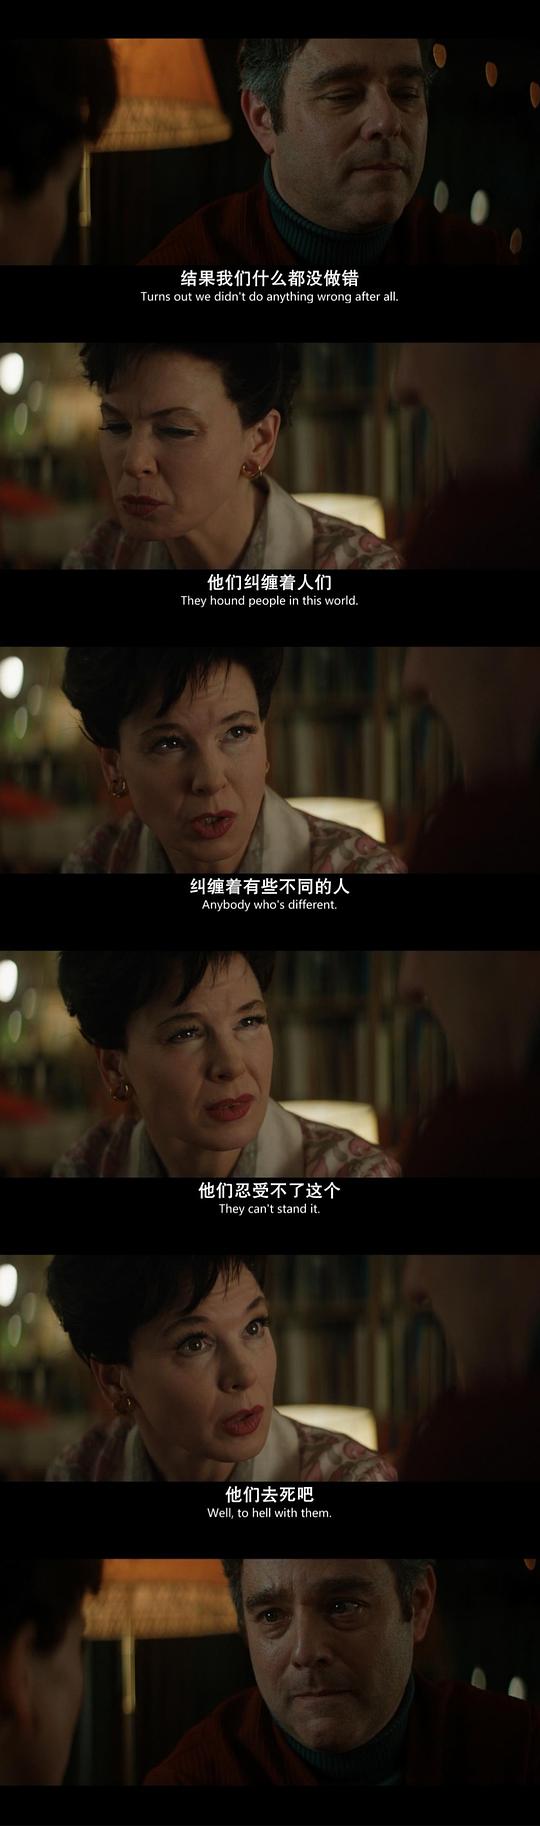 结果我们什么都没做错
Turns out we didn't do anything wrong after all.
他们纠缠着人们
They hound people in this world.
纠缠着有些不同的人
Anybody who's different.
他们忍受不了这个
They can't stand it.
他们去死吧
Well, to hell with them.